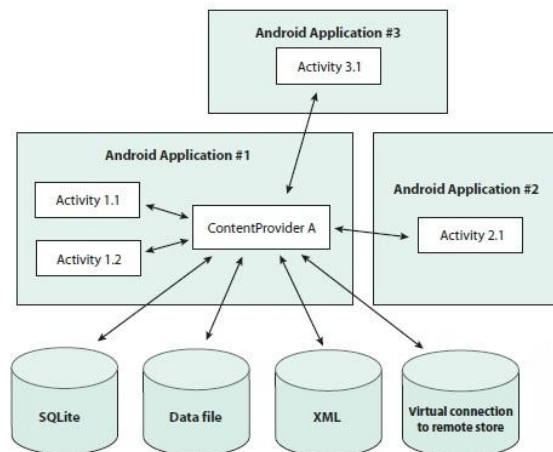 Android Application #3
Activity 3.1
Android Application #1
Activity 1.1
ContentProvider A
Activity 1.2
Android Application #2
Activity 2.1
SQLite
Data file
XML
Virtual connection
to remote store